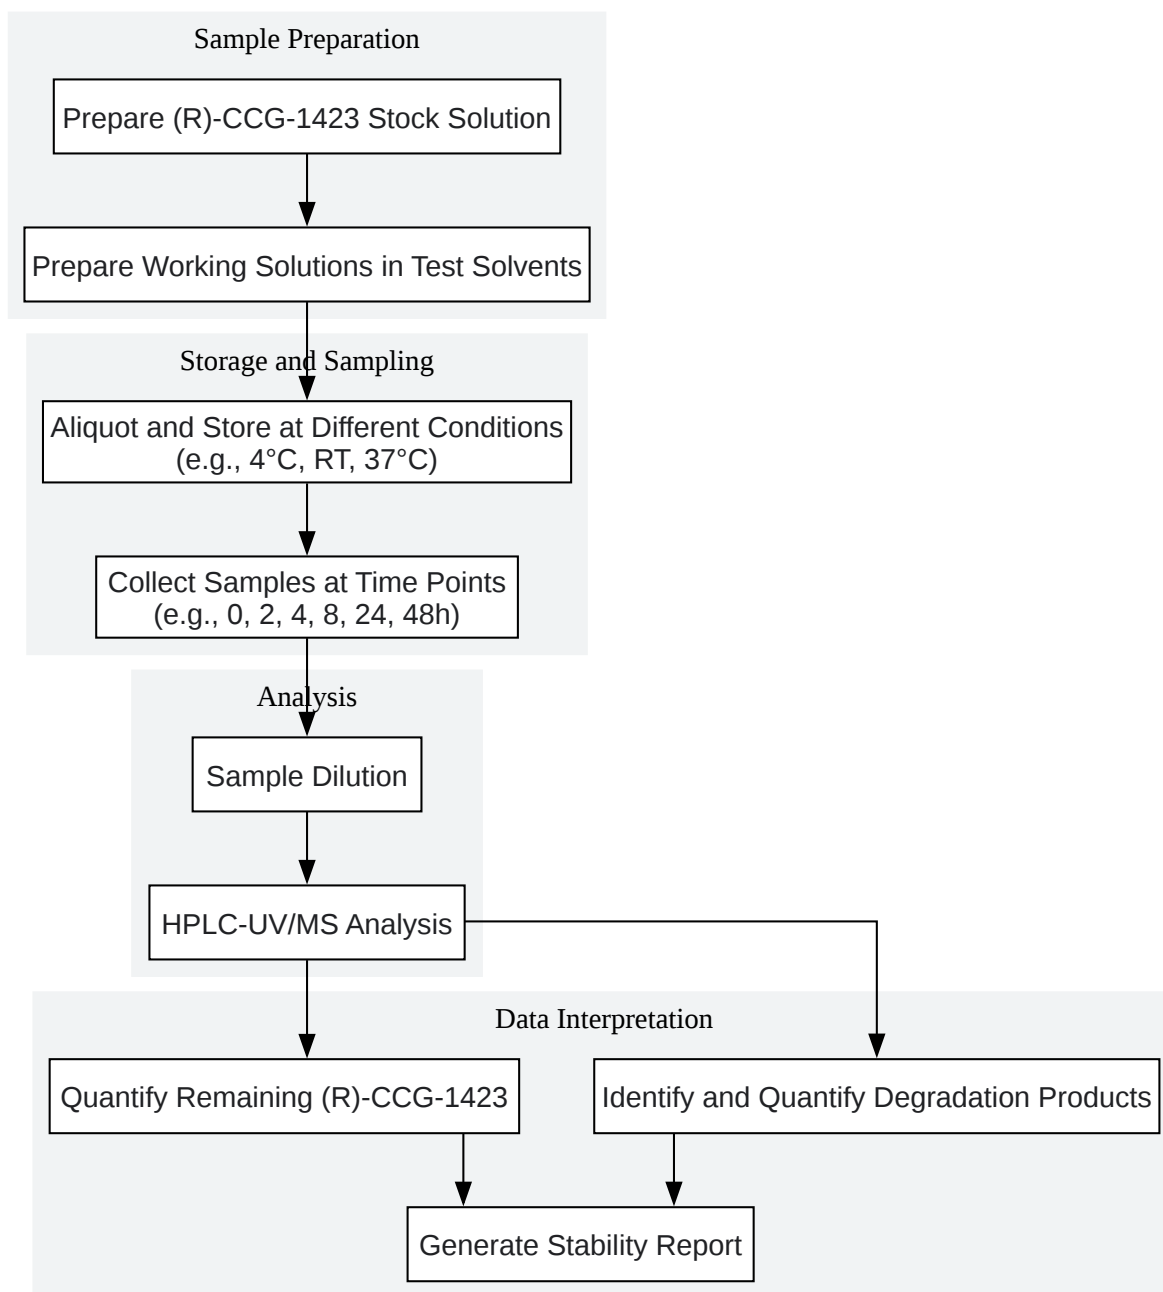 Sample Preparation
Prepare (R)-CCG-1423 Stock Solution
Prepare Working Solutions in Test Solvents
Storage and Sampling
Aliquot and Store at Different Conditions
(e.g., 4°C, RT, 37°C)
Collect Samples at Time Points
(e.g., 0, 2, 4, 8, 24, 48h)
Analysis
Sample Dilution
HPLC-UV/MS Analysis
Data Interpretation
Quantify Remaining (R)-CCG-1423
Identify and Quantify Degradation Products
Generate Stability Report